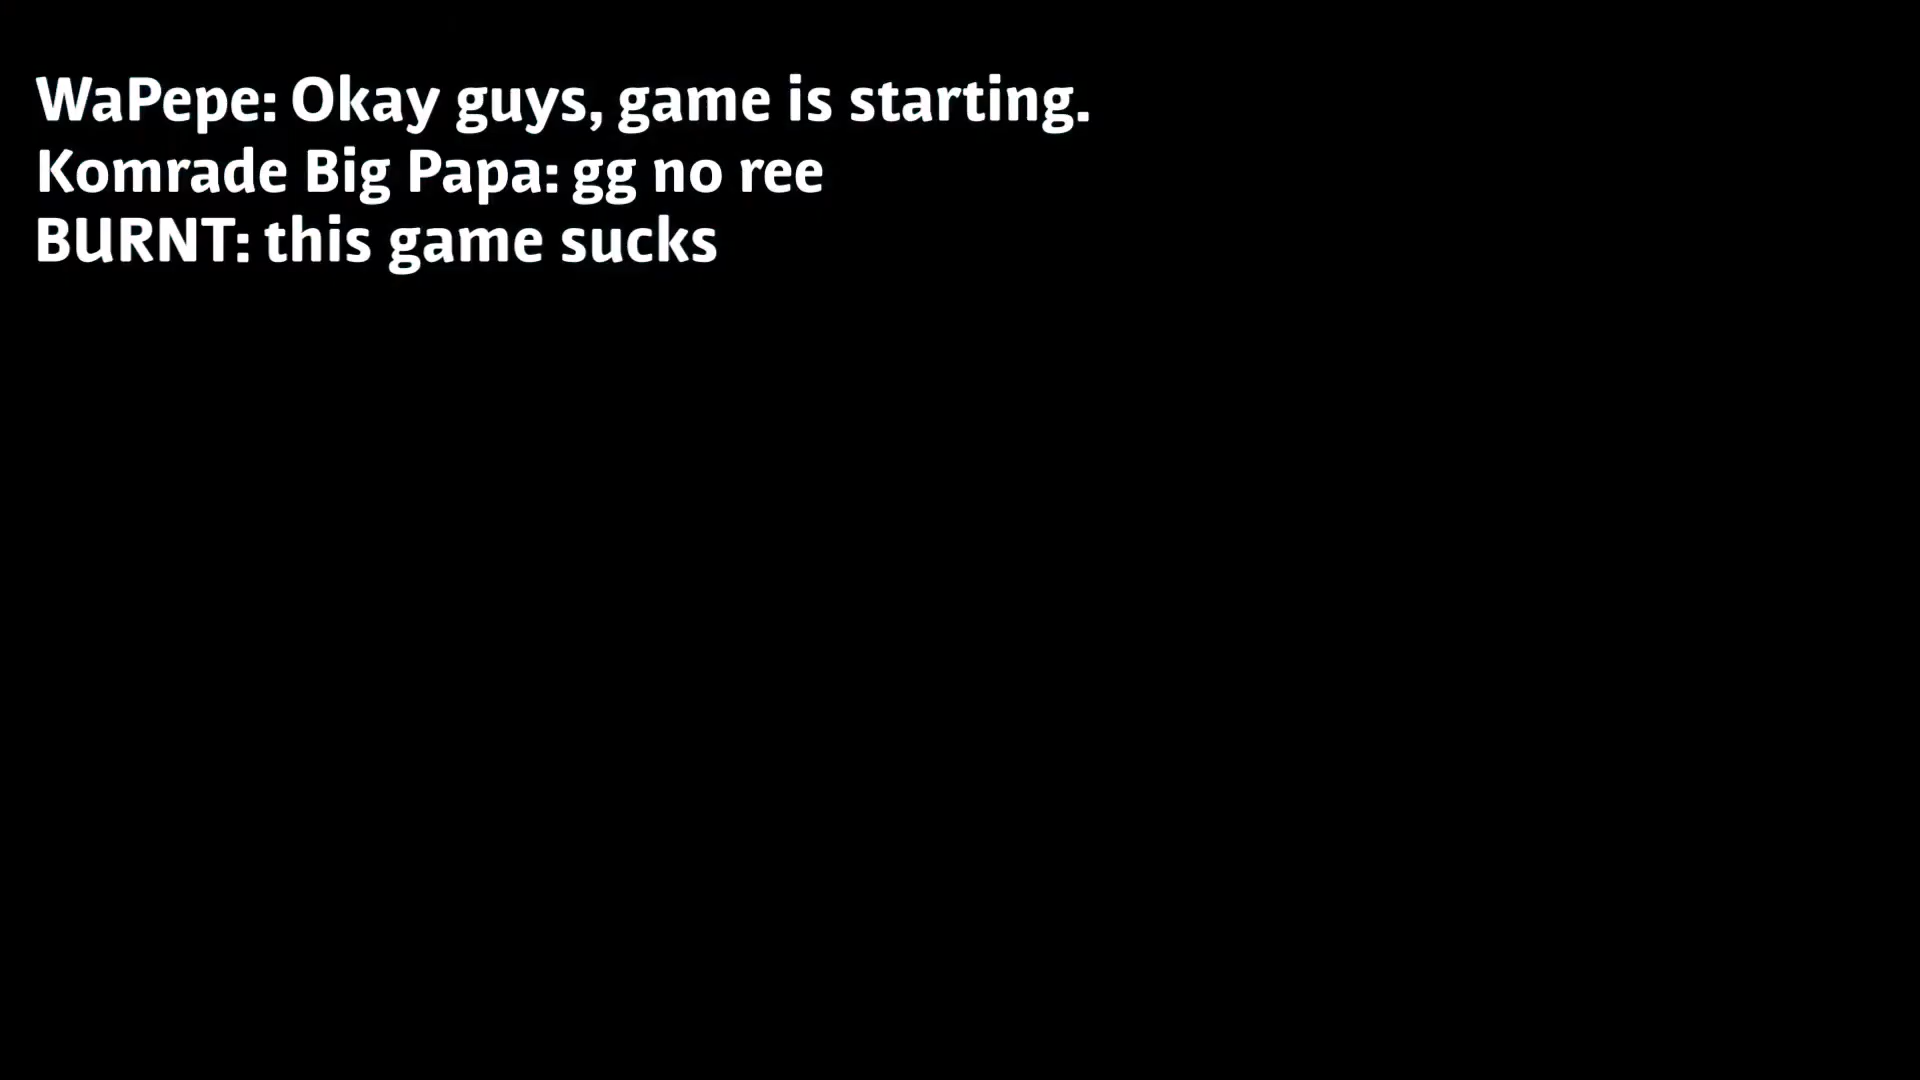 WaPepe: Okay guys, game is starting.
Komrade Big Papa: gg no ree
BURNT: this game sucks